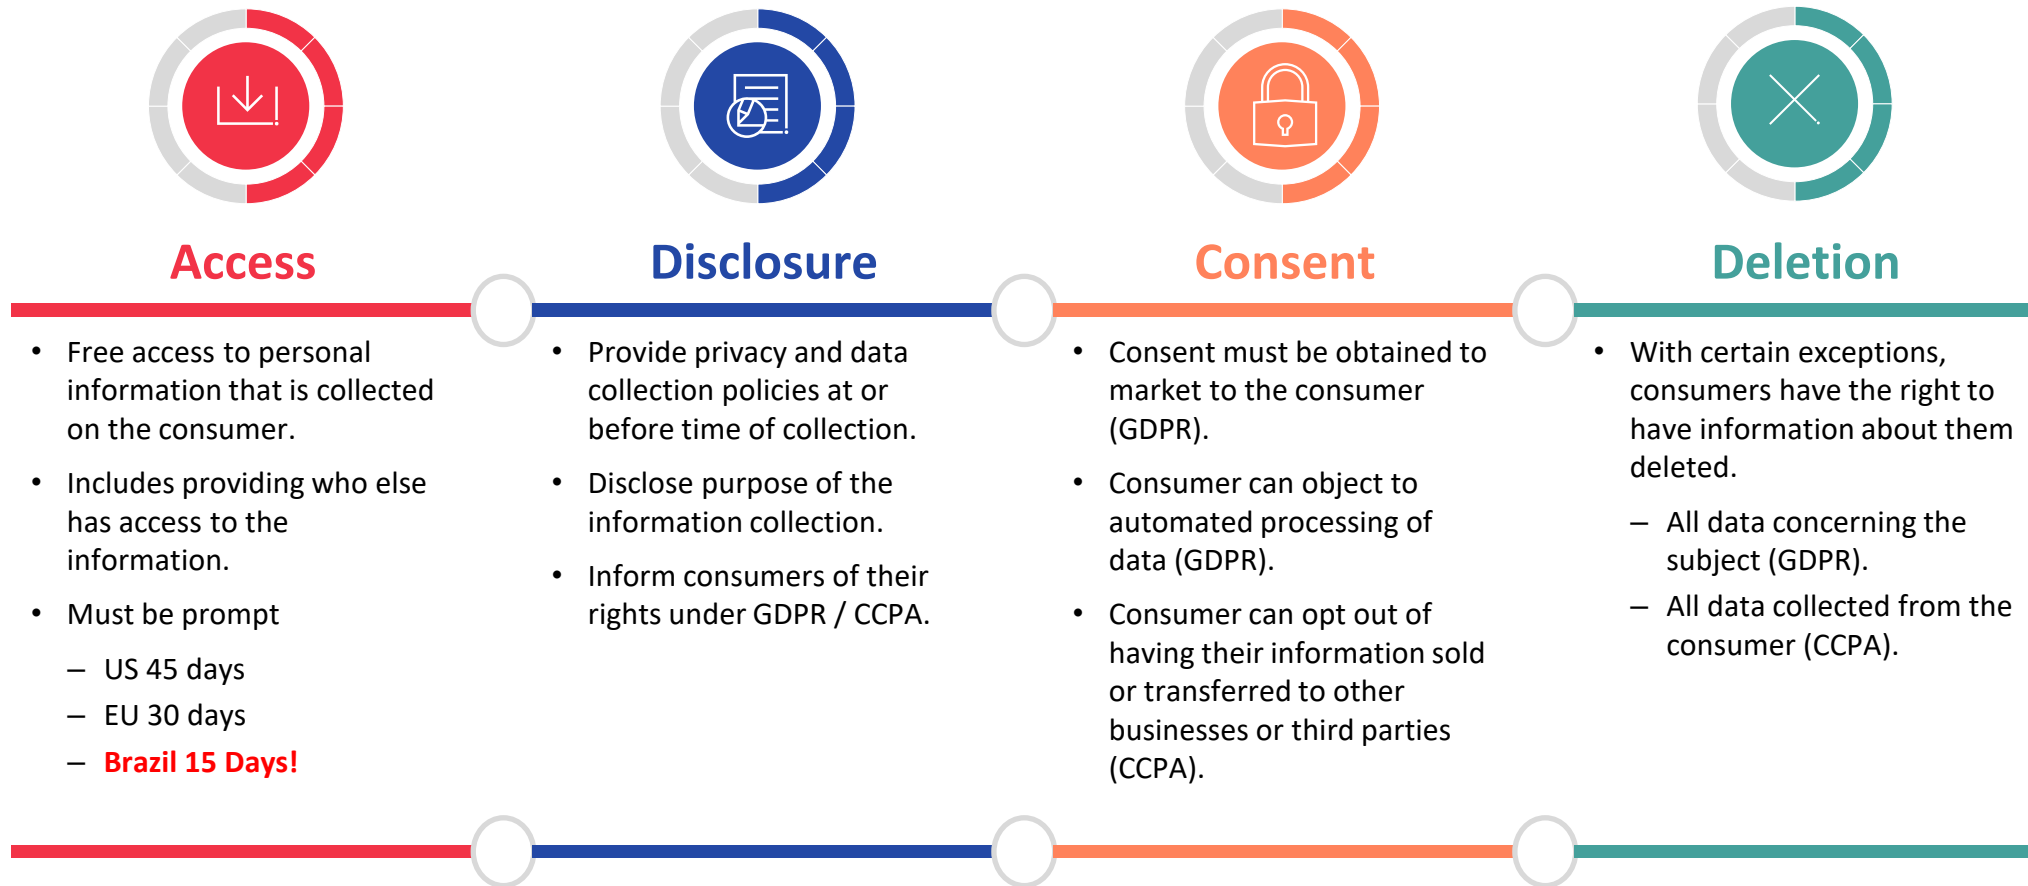 Access
• Free access to personal
information that is collected
on the consumer.
• Includes providing who else
has access to the
information.
• Must be prompt
– US 45 days
– EU 30 days
– Brazil 15 Days!
Disclosure
• Provide privacy and data
collection policies at or
before time of collection.
• Disclose purpose of the
information collection.
• Inform consumers of their
rights under GDPR / CCPA.
Consent
• Consent must be obtained to
market to the consumer
(GDPR).
• Consumer can object to
automated processing of
data (GDPR).
• Consumer can opt out of
having their information sold
or transferred to other
businesses or third parties
(CCPA).
Deletion
• With certain exceptions,
consumers have the right to
have information about them
deleted.
– All data concerning the
subject (GDPR).
– All data collected from the
consumer (CCPA).